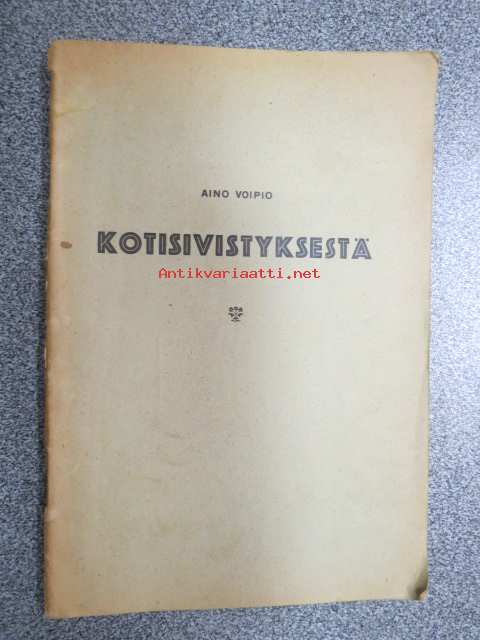 AINO VOIPIO
KOTISIVISTYKSESTÄ
Antikvariaatti.net